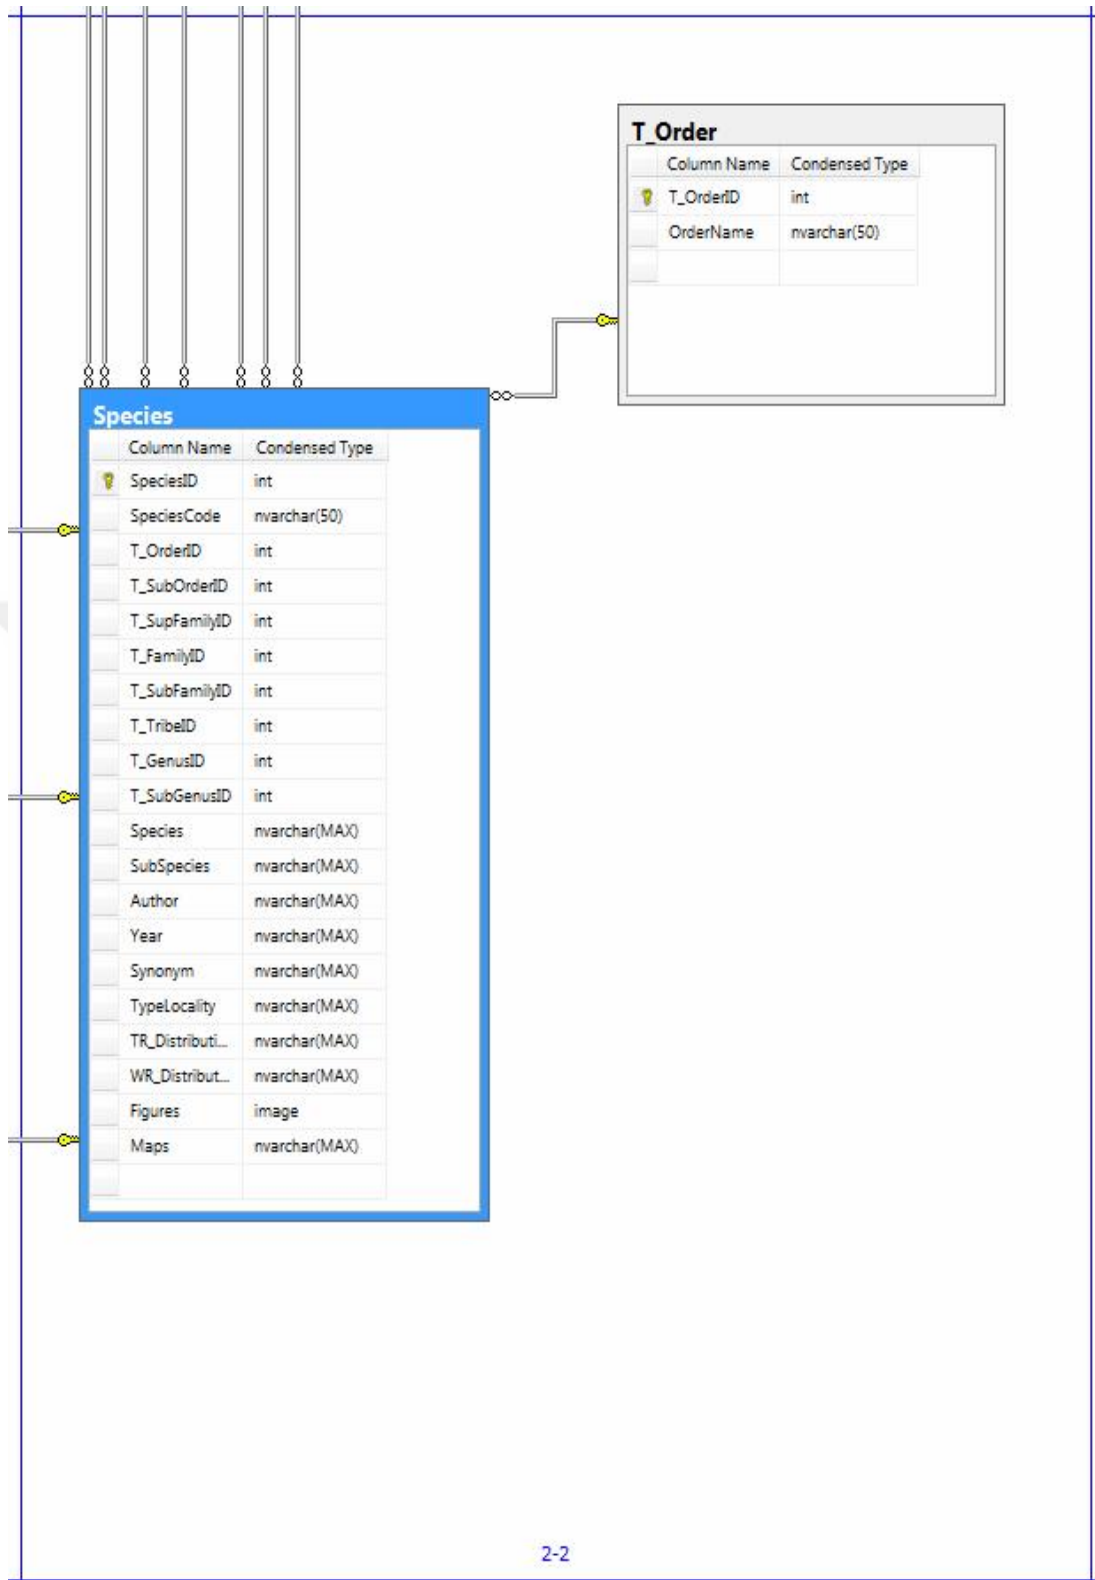 T_Order
Column Name Condensed Type
T_OrderID int
OrderName nvarchar(50)
Species
Column Name Condensed Type
SpeciesID int
SpeciesCode nvarchar(50)
T_OrderID int
T_SubOrderID int
T_SupFamilyID int
T_FamilyID int
T_SubFamilyID int
T_TribeID int
T_GenusID int
T_SubGenusID int
Species nvarchar(MAX)
SubSpecies nvarchar(MAX)
Author nvarchar(MAX)
Year nvarchar(MAX)
Synonym nvarchar(MAX)
TypeLocality nvarchar(MAX)
TR_Distributi... nvarchar(MAX)
WR_Distribut... nvarchar(MAX)
Figures image
Maps nvarchar(MAX)
2-2